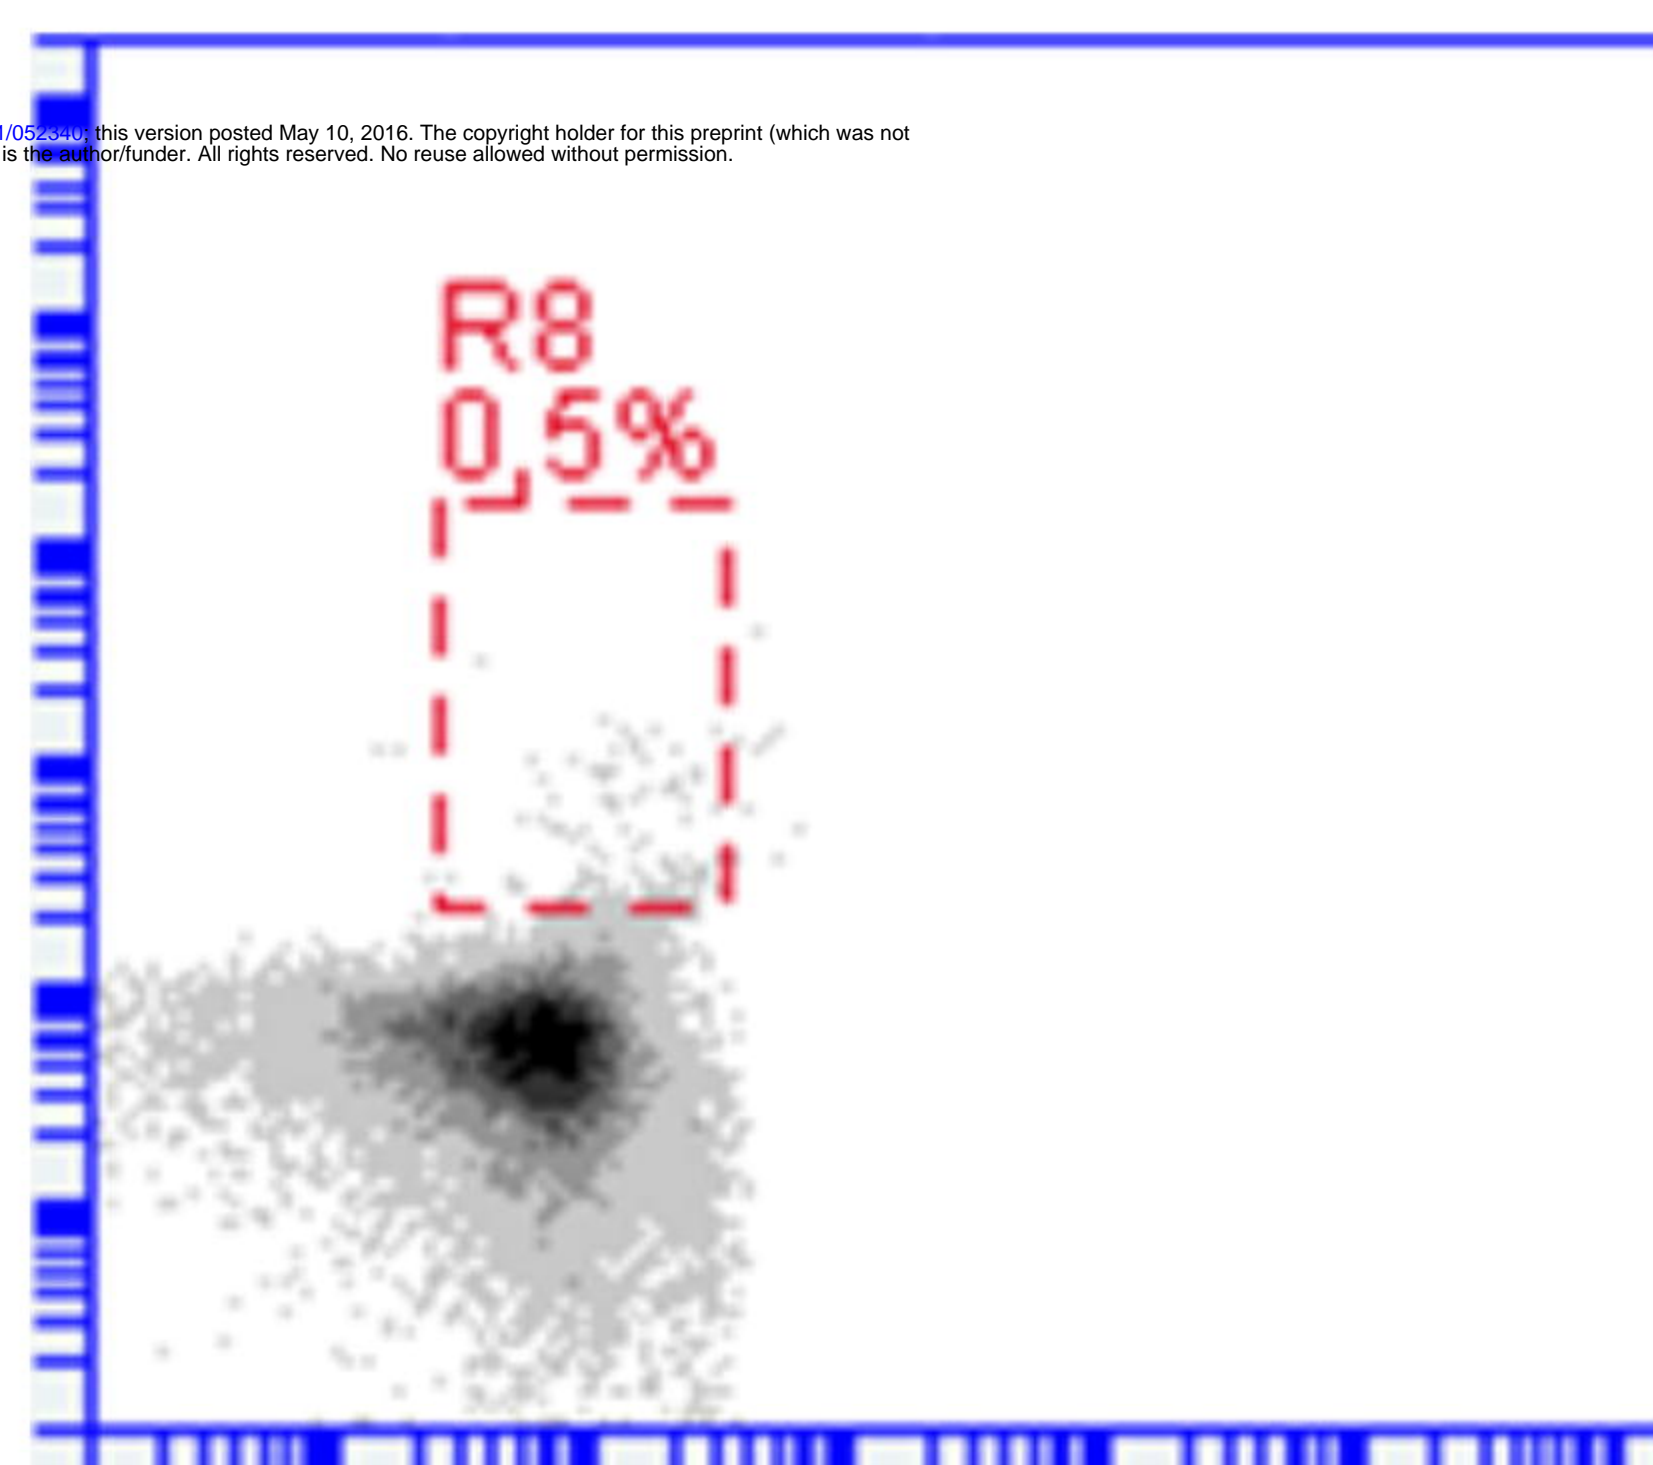 1/052340; this version posted May 10, 2016. The copyright holder for this preprint (which was not
is the author/funder. All rights reserved. No reuse allowed without permission.
R8
0,5%